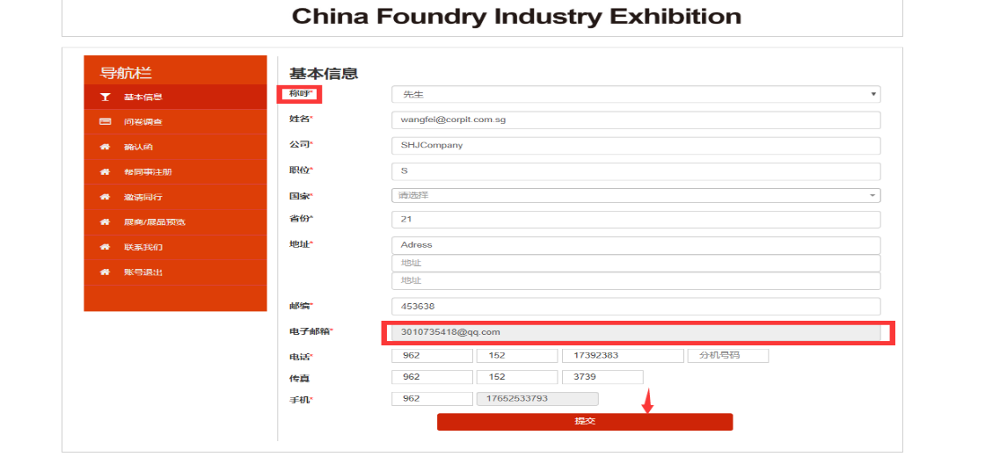 China Foundry Industry Exhibition
导航栏
基本信息
问卷调查
确认函
帮同事注册
邀请同行
展商/展品预览
联系我们
账号退出
基本信息
称呼* 先生
姓名* wangfei@corpit.com.sg
公司* SHJCompany
职位* S
国家* 请选择
省份* 21
地址* Adress
地址
地址
邮编* 453638
电子邮箱* 3010735418@qq.com
电话* 962 152 17392383 分机号码
传真 962 152 3739
手机* 962 17652533793
提交